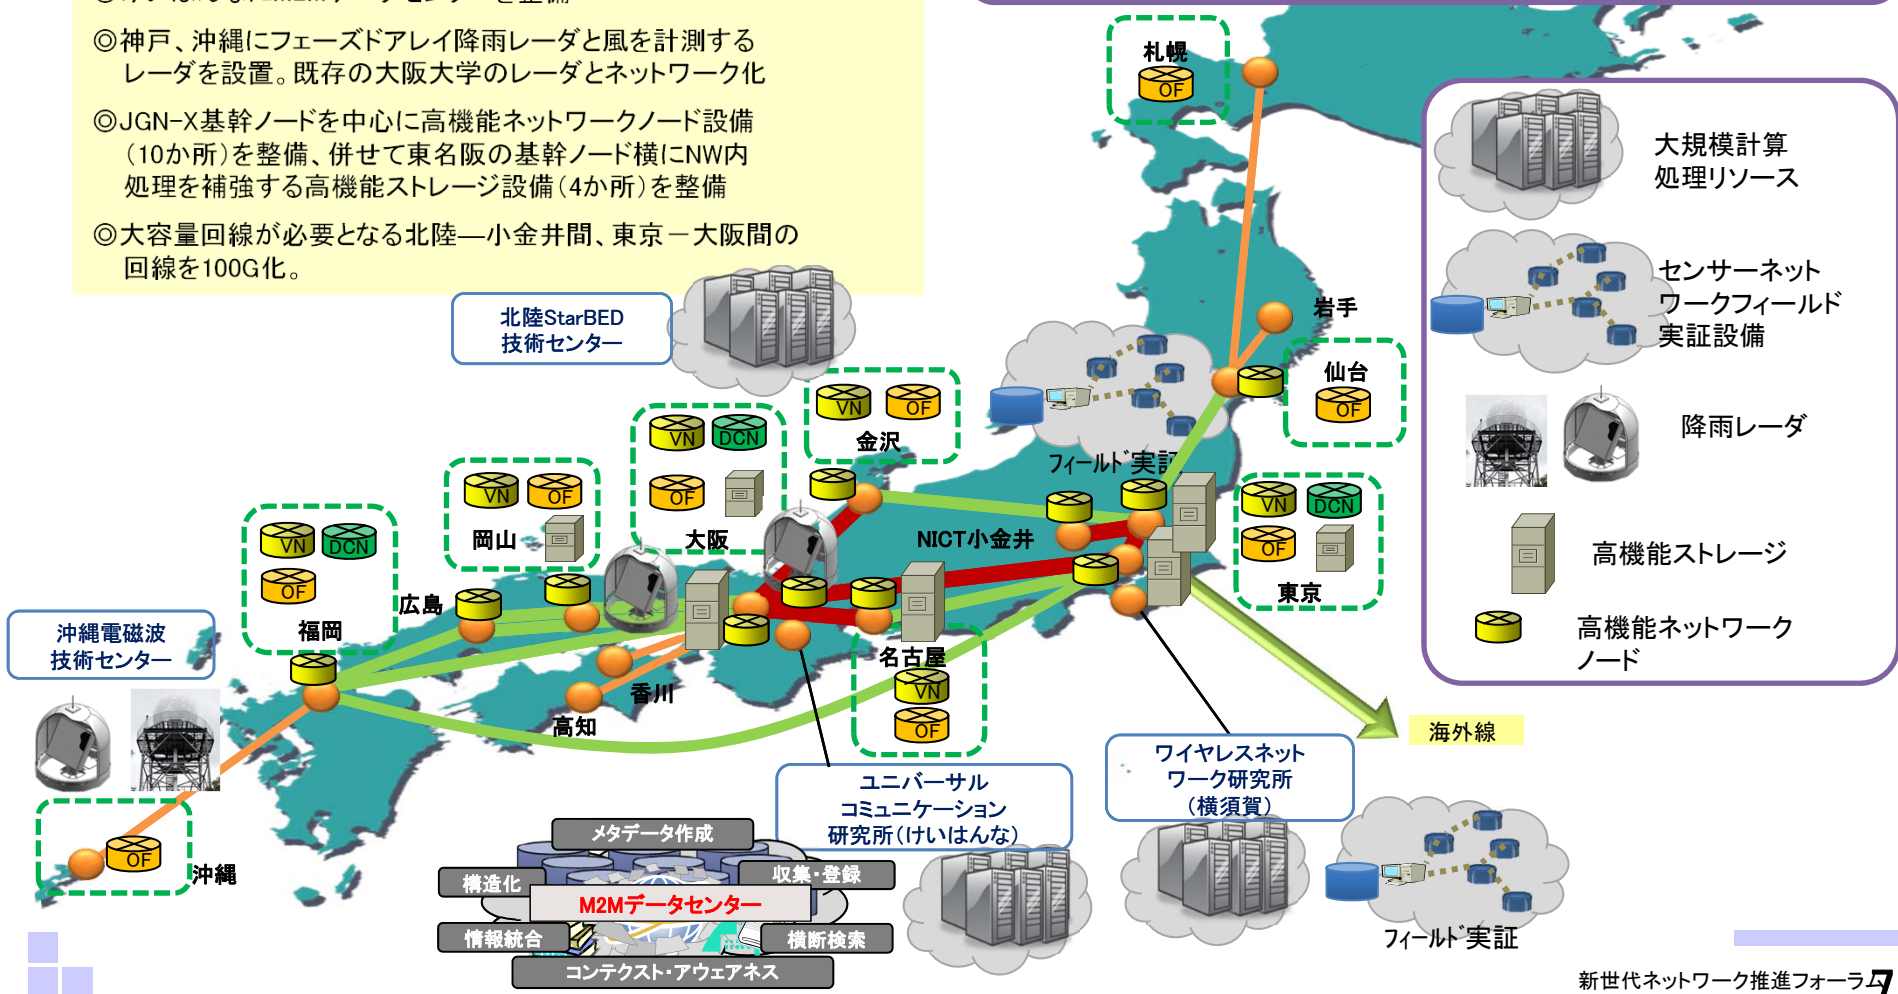 ◎神戸、沖縄にフェーズドアレイ降雨レーダと風を計測する
レーダを設置。既存の大阪大学のレーダとネットワーク化
◎JGN-X基幹ノードを中心に高機能ネットワークノード設備
(10か所)を整備、併せて東名阪の基幹ノード横にNW内
処理を補強する高機能ストレージ設備(4か所)を整備
◎大容量回線が必要となる北陸―小金井間、東京－大阪間の
回線を100G化。
札幌
OF
大規模計算
処理リソース
センサーネット
ワークフィールド
実証設備
降雨レーダ
高機能ストレージ
高機能ネットワーク
ノード
北陸StarBED
技術センター
岩手
仙台
OF
VN
OF
金沢
フィールド実証
VN
DCN
OF
大阪
VN
OF
岡山
VN
DCN
OF
福岡
広島
NICT小金井
VN
DCN
OF
東京
沖縄電磁波
技術センター
名古屋
VN
OF
香川
高知
海外線
OF
沖縄
ユニバーサル
コミュニケーション
研究所(けいはんな)
ワイヤレスネット
ワーク研究所
(横須賀)
メタデータ作成
構造化
収集・登録
M2Mデータセンター
情報統合
横断検索
コンテクスト・アウェアネス
フィールド実証
新世代ネットワーク推進フォーラム
7